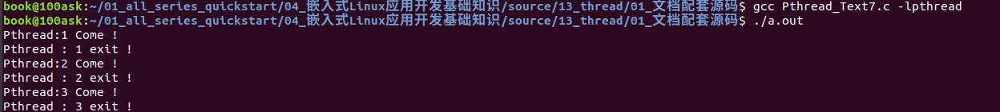 book@100ask:~/01_all_series_quickstart/04_嵌入式Linux应用开发基础知识/source/13_thread/01_文档配套源码$ gcc Pthread_Text7.c -lpthread
book@100ask:~/01_all_series_quickstart/04_嵌入式Linux应用开发基础知识/source/13_thread/01_文档配套源码$ ./a.out
Pthread:1 Come !
Pthread : 1 exit !
Pthread:2 Come !
Pthread : 2 exit !
Pthread:3 Come !
Pthread : 3 exit !